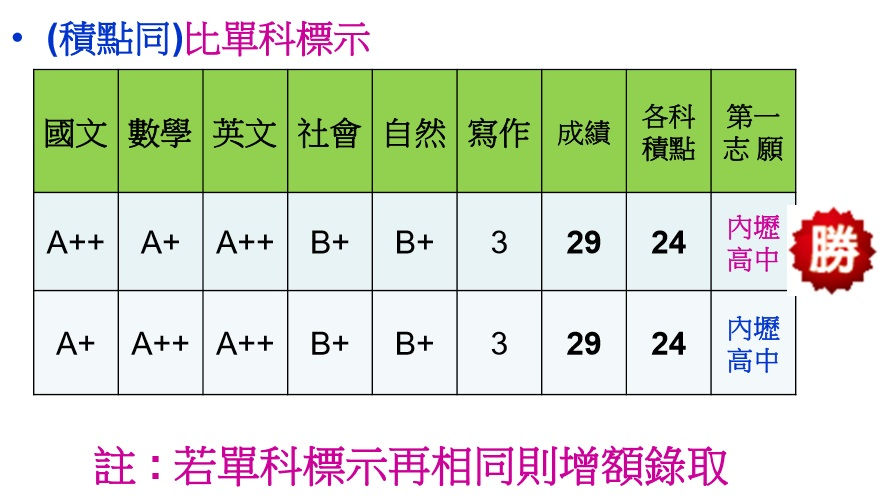 • (積點同)比單科標示
國文 數學 英文 社會 自然 寫作 成績 各科積點 第一志 願
A++ A+ A++ B+ B+ 3 29 24 內壢高中 勝
A+ A++ A++ B+ B+ 3 29 24 內壢高中
註：若單科標示再相同則增額錄取